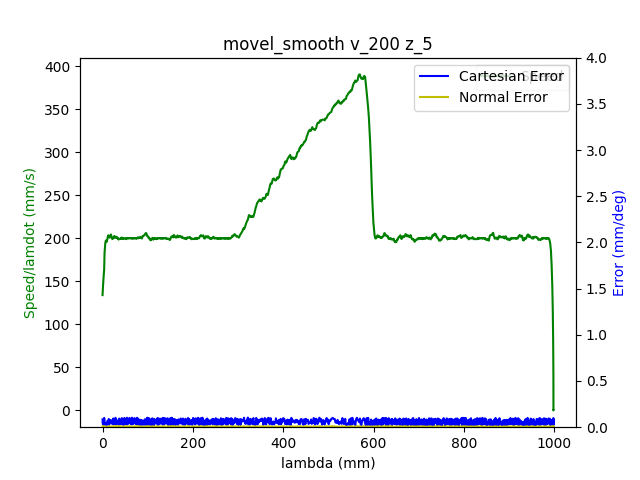 movel_smooth v_200 z_5
Cartesian Error
Normal Error
Speed/lamdot (mm/s)
Error (mm/deg)
400
350
300
250
200
150
100
50
0
4.0
3.5
3.0
2.5
2.0
1.5
1.0
0.5
0.0
0 200 400 600 800 1000
lambda (mm)